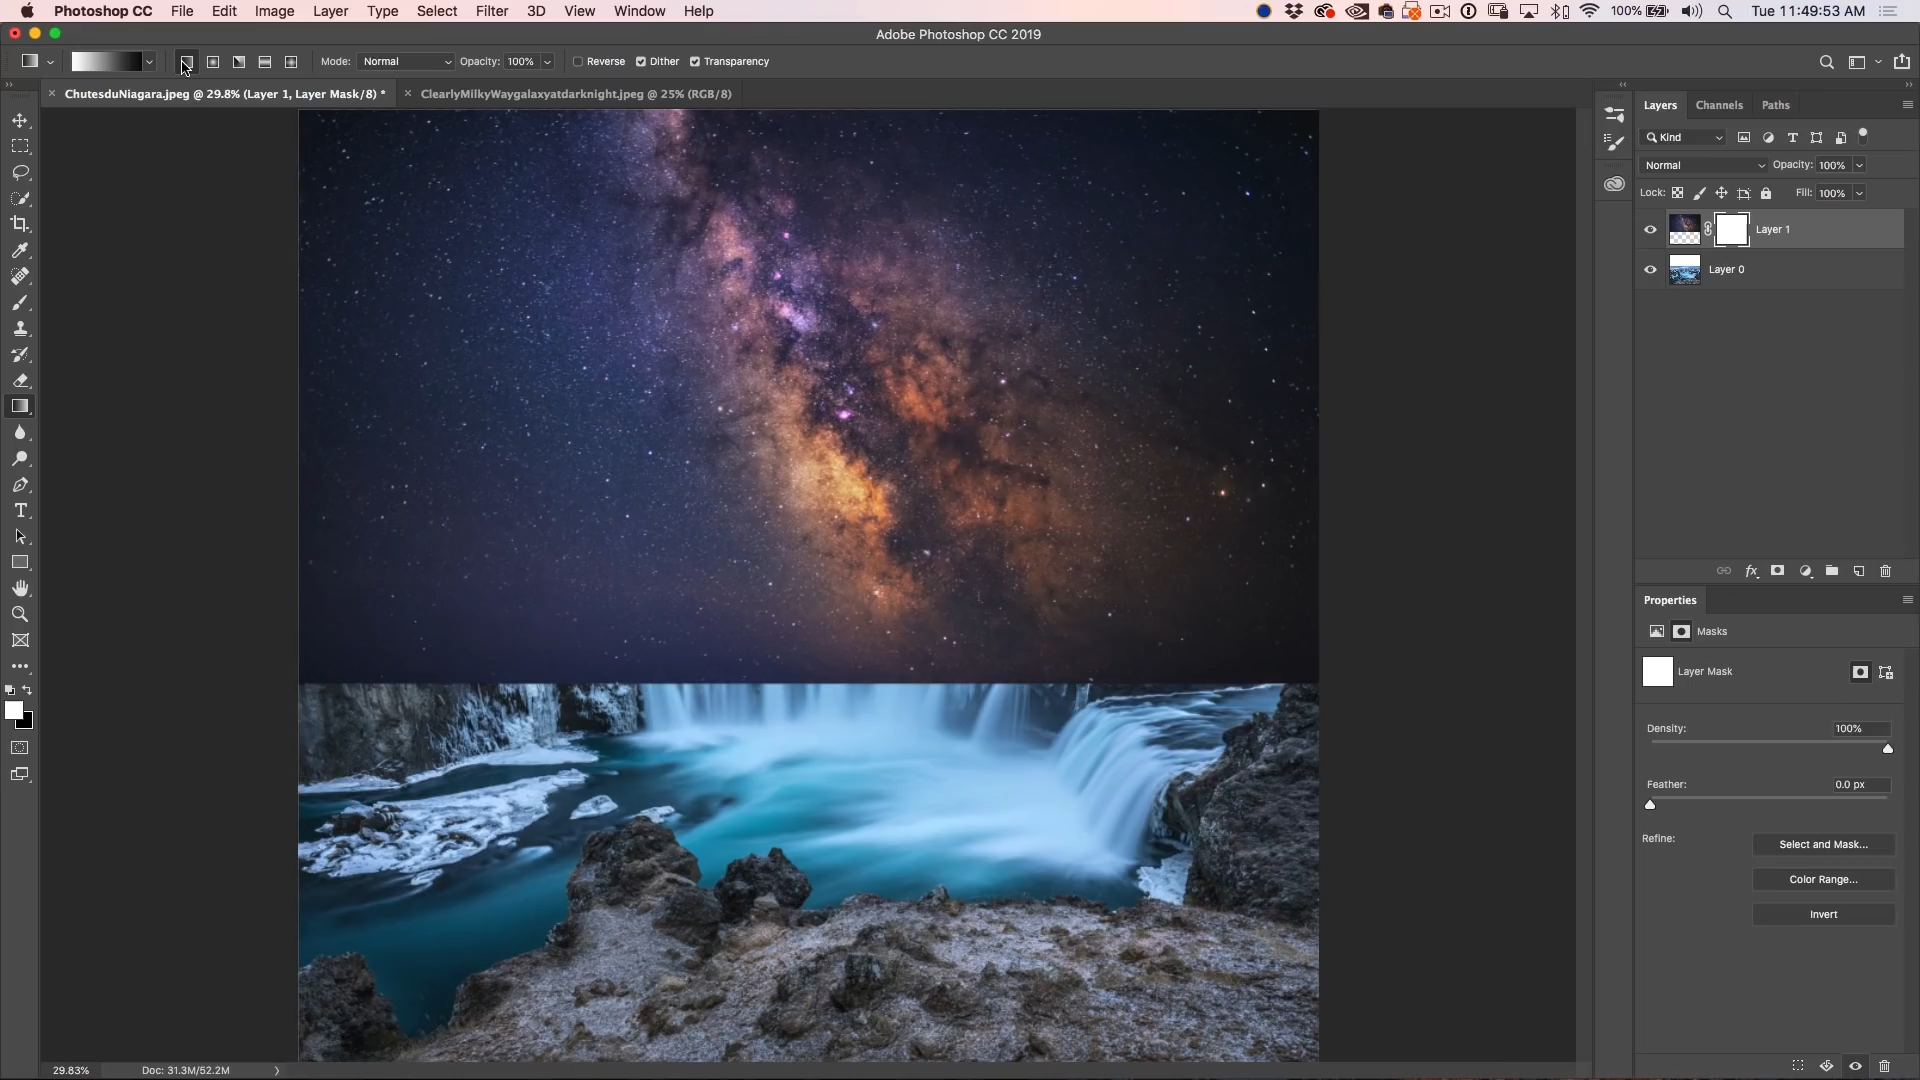 Photoshop CC File Edit Image Layer Type Select Filter 3D View Window Help 100% Tue 11:49:53 AM
Adobe Photoshop CC 2019
Mode: Normal Opacity: 100% Reverse Dither Transparency
ChutesduNiagara.jpeg @ 29.8% (Layer 1, Layer Mask/8) * ClearlyMilkyWaygalaxyatdarknight.jpeg @ 25% (RGB/8)
Layers Channels Paths
Kind
Normal Opacity: 100%
Lock: Fill: 100%
Layer 1
Layer 0
Properties
Masks
Layer Mask
Density: 100%
Feather: 0.0 px
Refine: Select and Mask...
Color Range...
Invert
29.83% Doc: 31.3M/52.2M